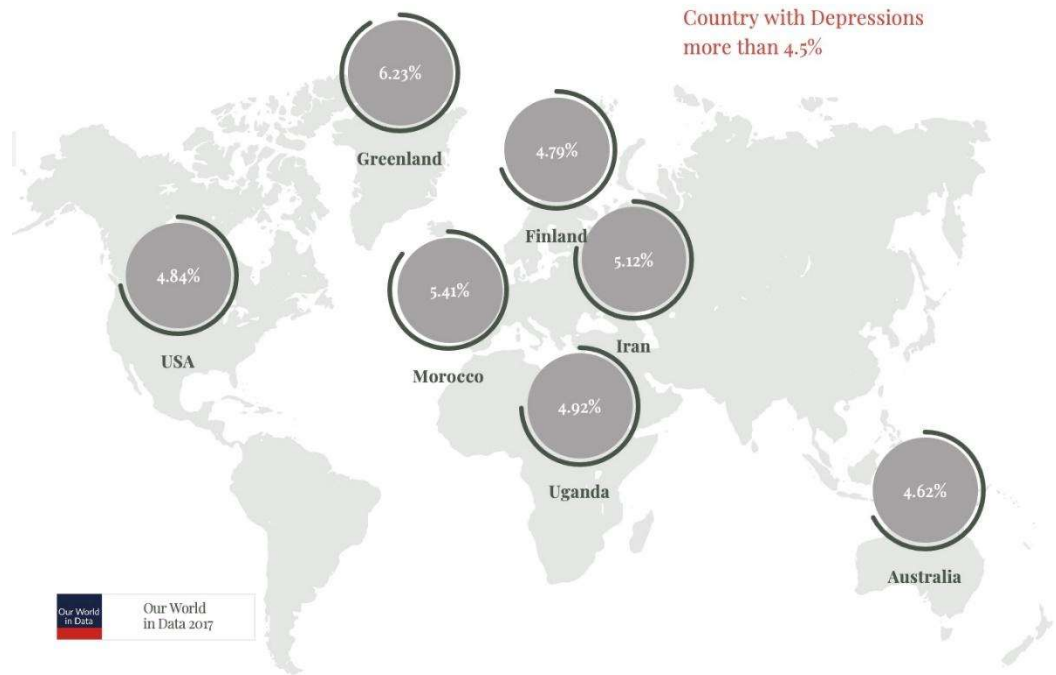 Country with Depressions
more than 4.5%
6.23%
Greenland
4.79%
Finland
4.84%
USA
5.41%
Morocco
5.12%
Iran
4.92%
Uganda
4.62%
Australia
Our World
in Data
Our World
in Data 2017